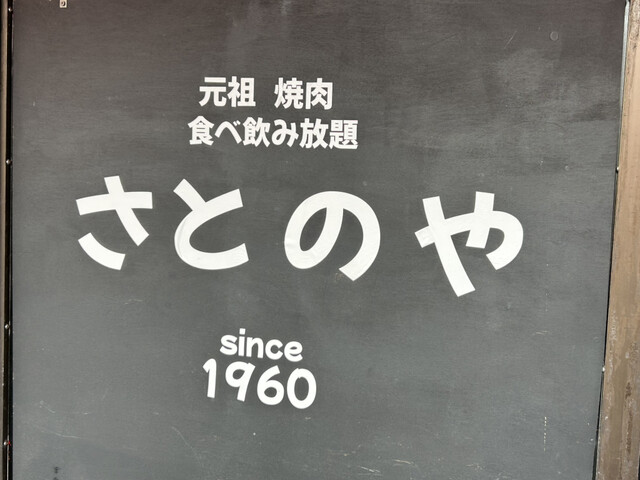 元祖 焼肉
食べ飲み放題
さとのや
since
1960